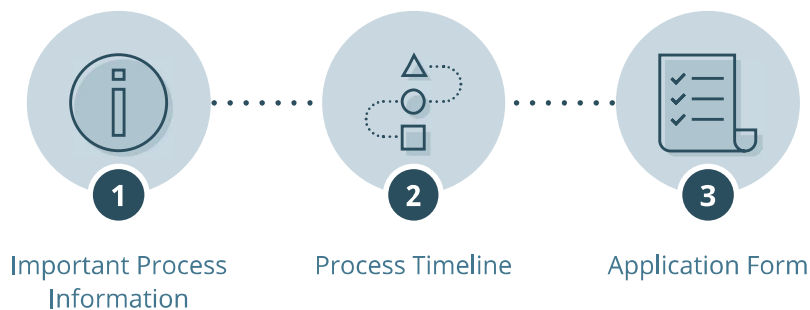 1
Important Process
Information
2
Process Timeline
3
Application Form